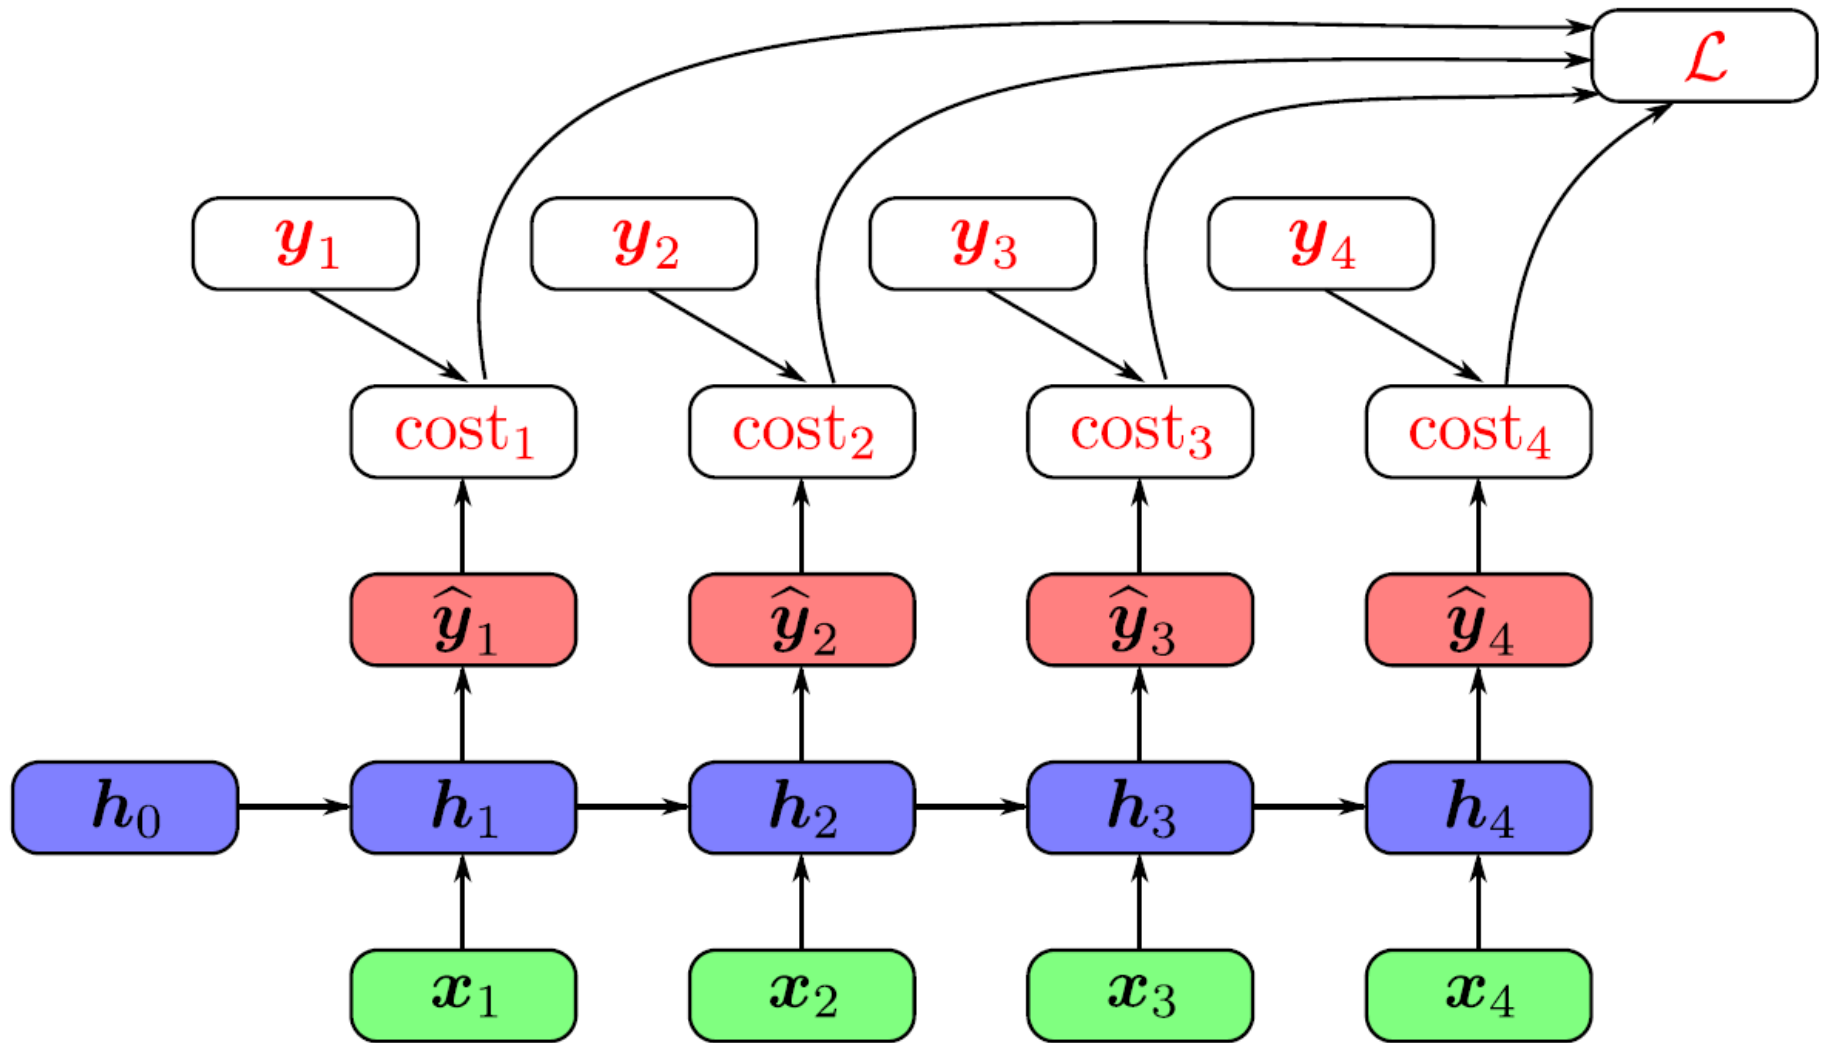 ℒ
y₁ y₂ y₃ y₄
cost₁ cost₂ cost₃ cost₄
ŷ₁ ŷ₂ ŷ₃ ŷ₄
h₀ h₁ h₂ h₃ h₄
x₁ x₂ x₃ x₄